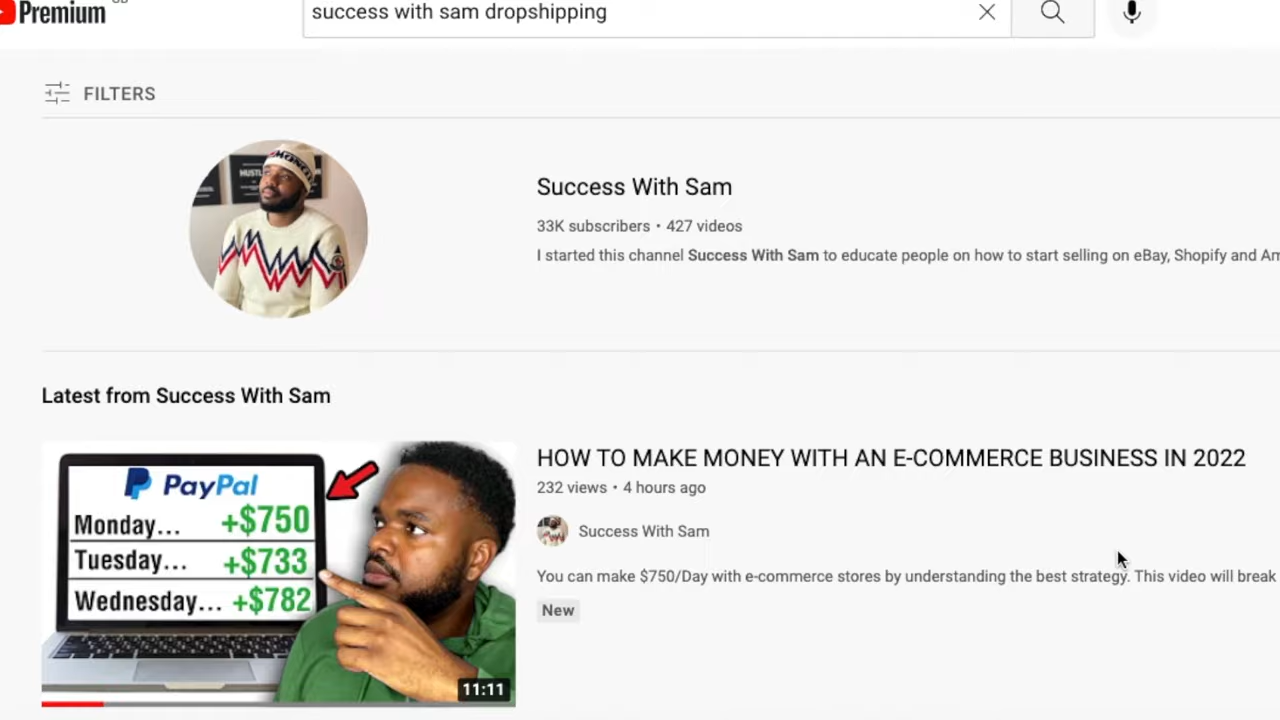 Premium
success with sam dropshipping
FILTERS
Success With Sam
33K subscribers • 427 videos
I started this channel Success With Sam to educate people on how to start selling on eBay, Shopify and Am
Latest from Success With Sam
PayPal
Monday... +$750
Tuesday... +$733
Wednesday... +$782
11:11
HOW TO MAKE MONEY WITH AN E-COMMERCE BUSINESS IN 2022
232 views • 4 hours ago
Success With Sam
You can make $750/Day with e-commerce stores by understanding the best strategy. This video will break
New